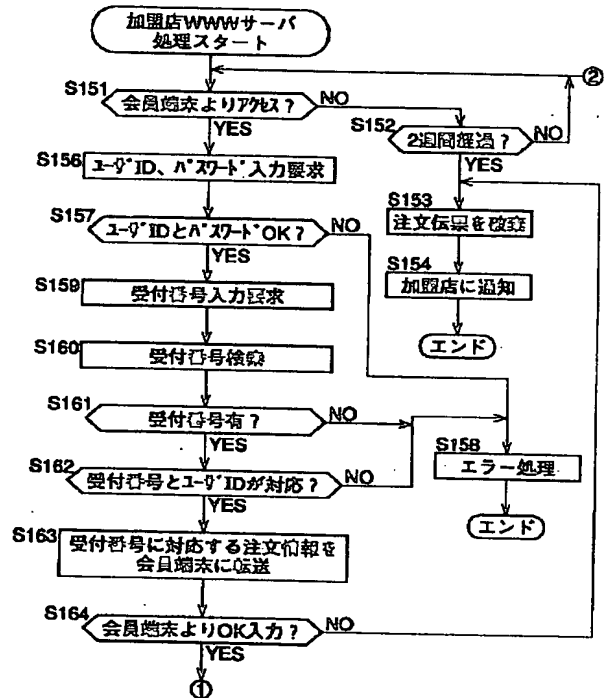 加盟店WWWサーバ
処理スタート
②
S151
会員端末よりアクセス?
NO
YES
S152
2週間経過?
NO
YES
S156
ユーザID、パスワード入力要求
S153
注文伝票を破棄
S157
ユーザIDとパスワードOK?
NO
YES
S154
加盟店に通知
エンド
S159
受付番号入力要求
S160
受付番号検索
S161
受付番号有?
NO
YES
S158
エラー処理
エンド
S162
受付番号とユーザIDが対応?
NO
YES
S163
受付番号に対応する注文情報を
会員端末に転送
S164
会員端末よりOK入力?
NO
YES
①